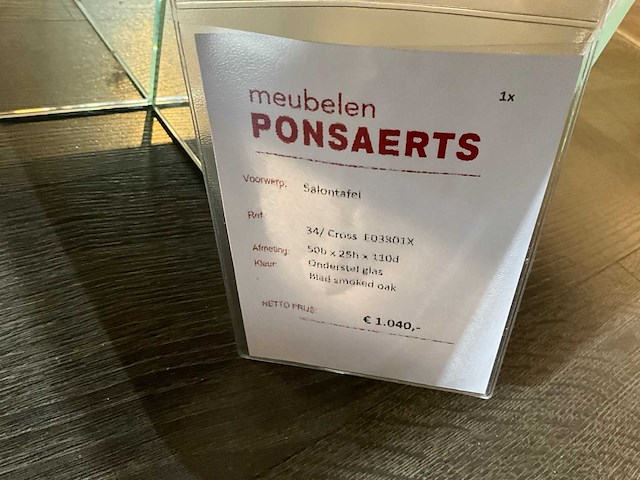 1x
meubelen
PONSAERTS
Voorwerp: Salontafel
Ref:
34/ Cross E03801X
Afmeting: 50b x 25h x 110d
Kleur: Onderstel glas
Blad smoked oak
NETTO PRIJS: € 1.040,-